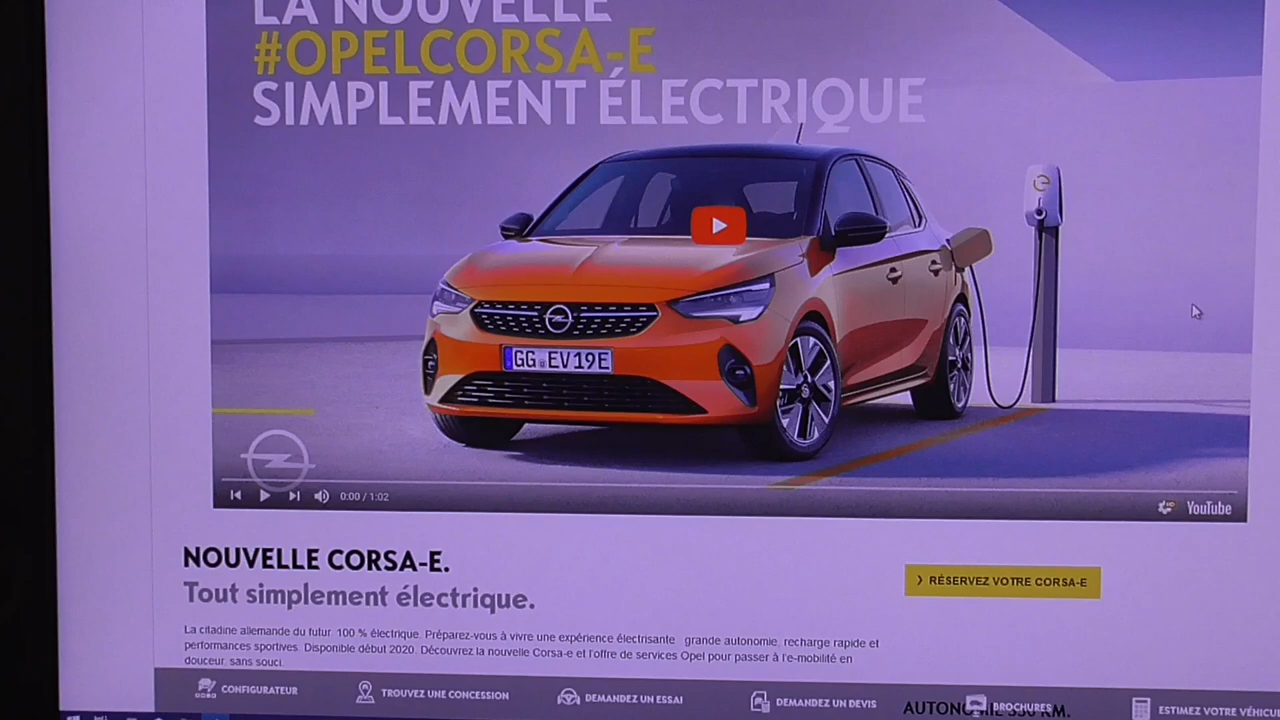 LA NOUVELLE
#OPELCORSA-E
SIMPLEMENT ÉLECTRIQUE
GG EV19E
0:00 / 1:02
YouTube
NOUVELLE CORSA-E.
Tout simplement électrique.
RÉSERVEZ VOTRE CORSA-E
La citadine allemande du futur. 100 % électrique. Préparez-vous à vivre une expérience électrisante grande autonomie, recharge rapide et
performances sportives. Disponible début 2020. Découvrez la nouvelle Corsa-e et l'offre de services Opel pour passer à l'e-mobilité en
douceur, sans souci.
CONFIGURATEUR
TROUVEZ UNE CONCESSION
DEMANDEZ UN ESSAI
DEMANDEZ UN DEVIS
BROCHURES
ESTIMEZ VOTRE VÉHICU
KM.